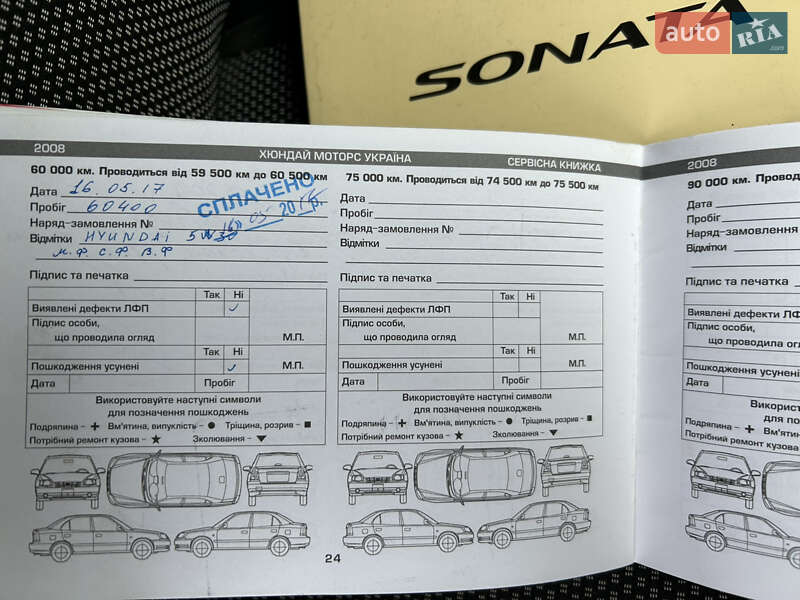 SONATA
auto RIA
.com
2008
ХЮНДАЙ МОТОРС УКРАЇНА
СЕРВІСНА КНИЖКА
60 000 км. Проводиться від 59 500 км до 60 500 км
Дата 16.05.17
Пробіг 60400
Наряд-замовлення №
Відмітки HYUNDAI 5W30
м.Ф. с.Ф. в.Ф
СПЛАЧЕНО
Підпис та печатка
Так Ні
Виявлені дефекти ЛФП
Підпис особи,
що проводила огляд М.П.
Так Ні
Пошкодження усунені М.П.
Дата Пробіг
Використовуйте наступні символи
для позначення пошкоджень
Подряпина - + Вм'ятина, випуклість - ● Тріщина, розрив - ■
Потрібний ремонт кузова - ★ Зколювання - ▼
75 000 км. Проводиться від 74 500 км до 75 500 км
Дата
Пробіг
Наряд-замовлення №
Відмітки
Підпис та печатка
Так Ні
Виявлені дефекти ЛФП
Підпис особи,
що проводила огляд М.П.
Так Ні
Пошкодження усунені М.П.
Дата Пробіг
Використовуйте наступні символи
для позначення пошкоджень
Подряпина - + Вм'ятина, випуклість - ● Тріщина, розрив - ■
Потрібний ремонт кузова - ★ Зколювання - ▼
24
2008
90 000 км.
Дата
Пробіг
Наряд-замовлення
Відмітки
Підпис та печатка
Виявлені дефекти
Підпис особи,
що проводила
Пошкодження усунені
Дата
для
Подряпина - +
Потрібний ремонт кузова